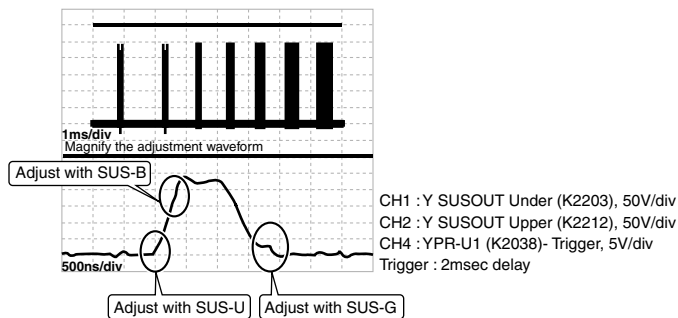 1ms/div
Magnify the adjustment waveform
Adjust with SUS-B
CH1 : Y SUSOUT Under (K2203), 50V/div
CH2 : Y SUSOUT Upper (K2212), 50V/div
CH4 : YPR-U1 (K2038)- Trigger, 5V/div
Trigger : 2msec delay
500ns/div
Adjust with SUS-U
Adjust with SUS-G